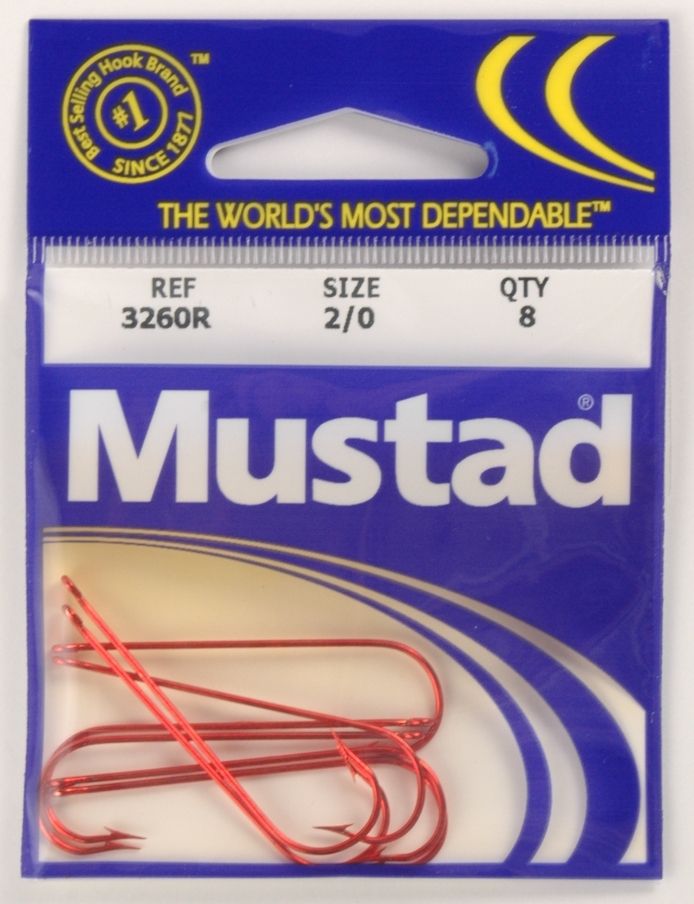 Best Selling Hook Brand ™
#1
SINCE 1871
THE WORLD'S MOST DEPENDABLE™
REF SIZE QTY
3260R 2/0 8
Mustad®